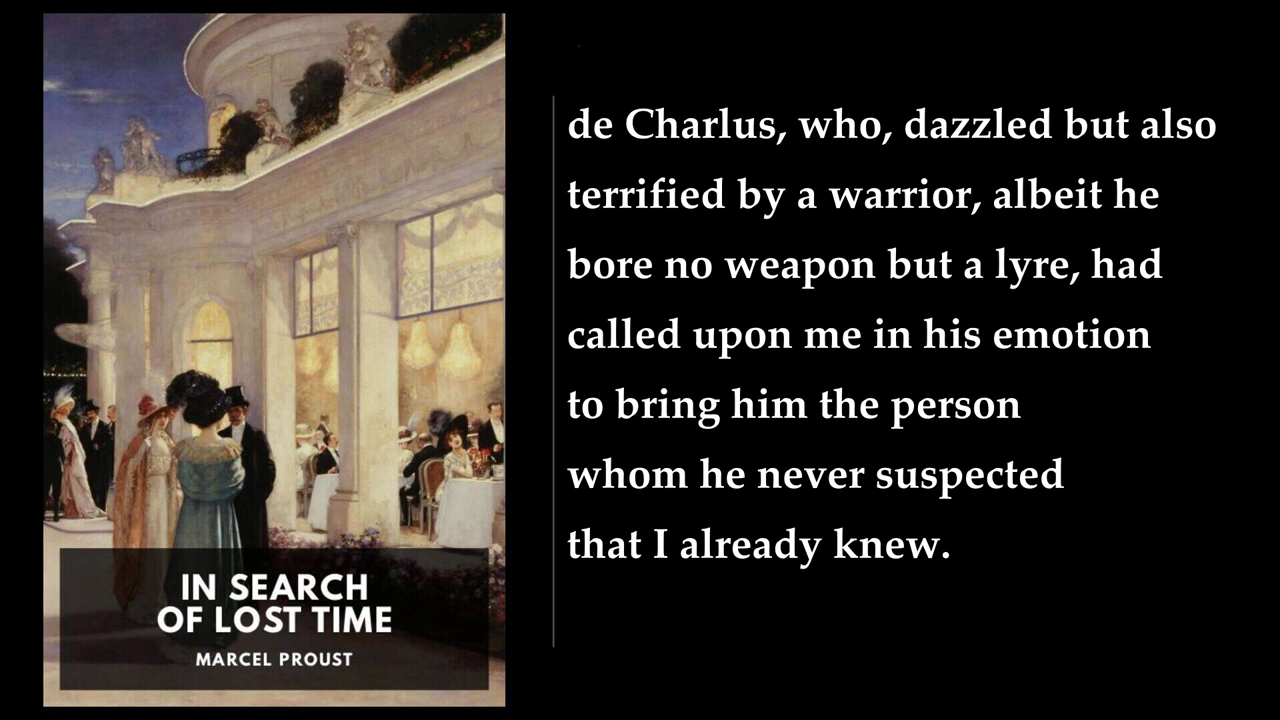 IN SEARCH
OF LOST TIME
MARCEL PROUST
de Charlus, who, dazzled but also
terrified by a warrior, albeit he
bore no weapon but a lyre, had
called upon me in his emotion
to bring him the person
whom he never suspected
that I already knew.